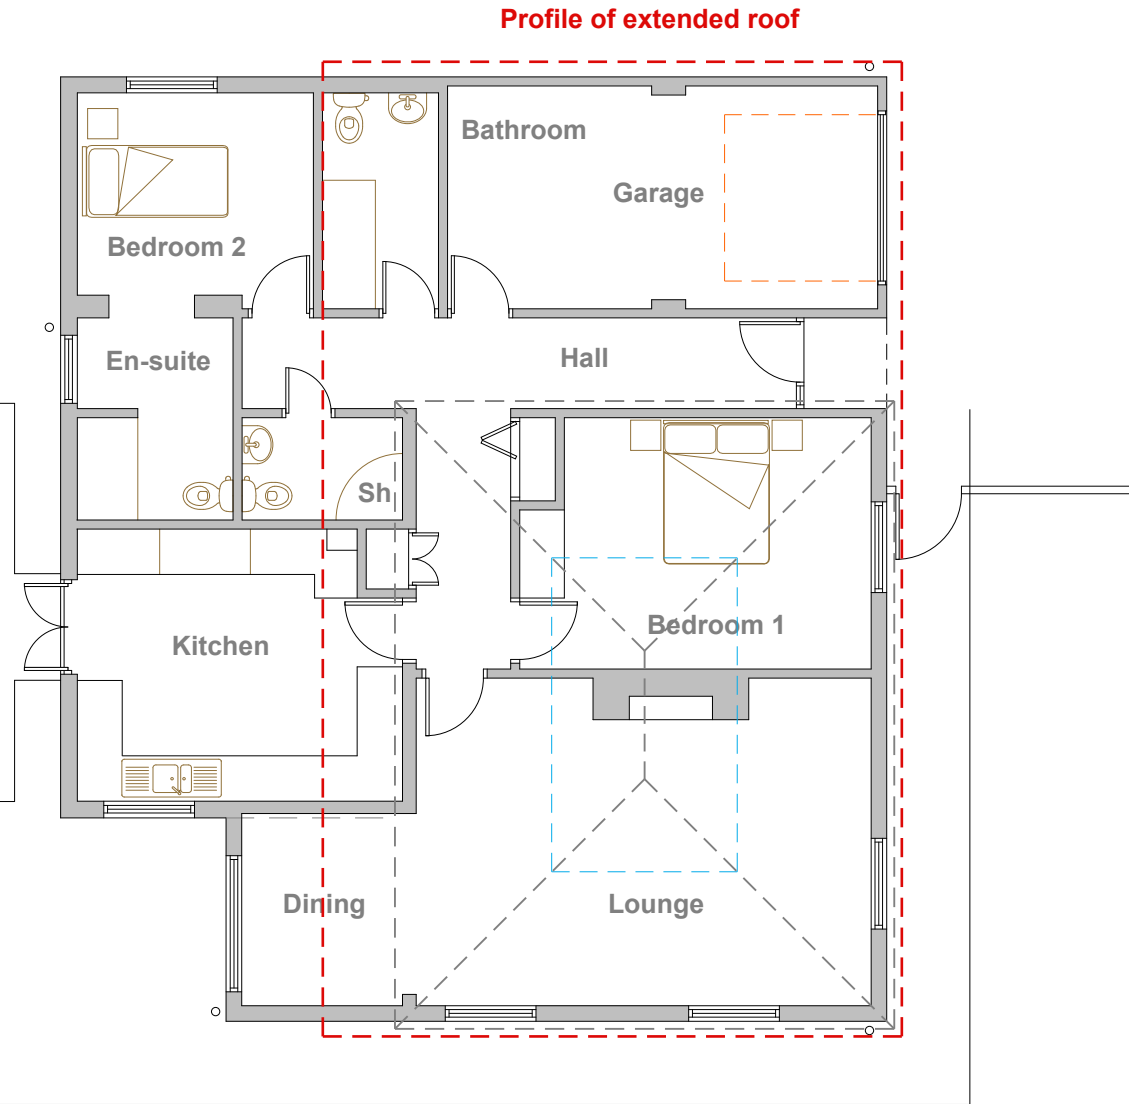 Profile of extended roof
Bathroom
Garage
Bedroom 2
Hall
En-suite
Sh
Bedroom 1
Kitchen
Dining
Lounge